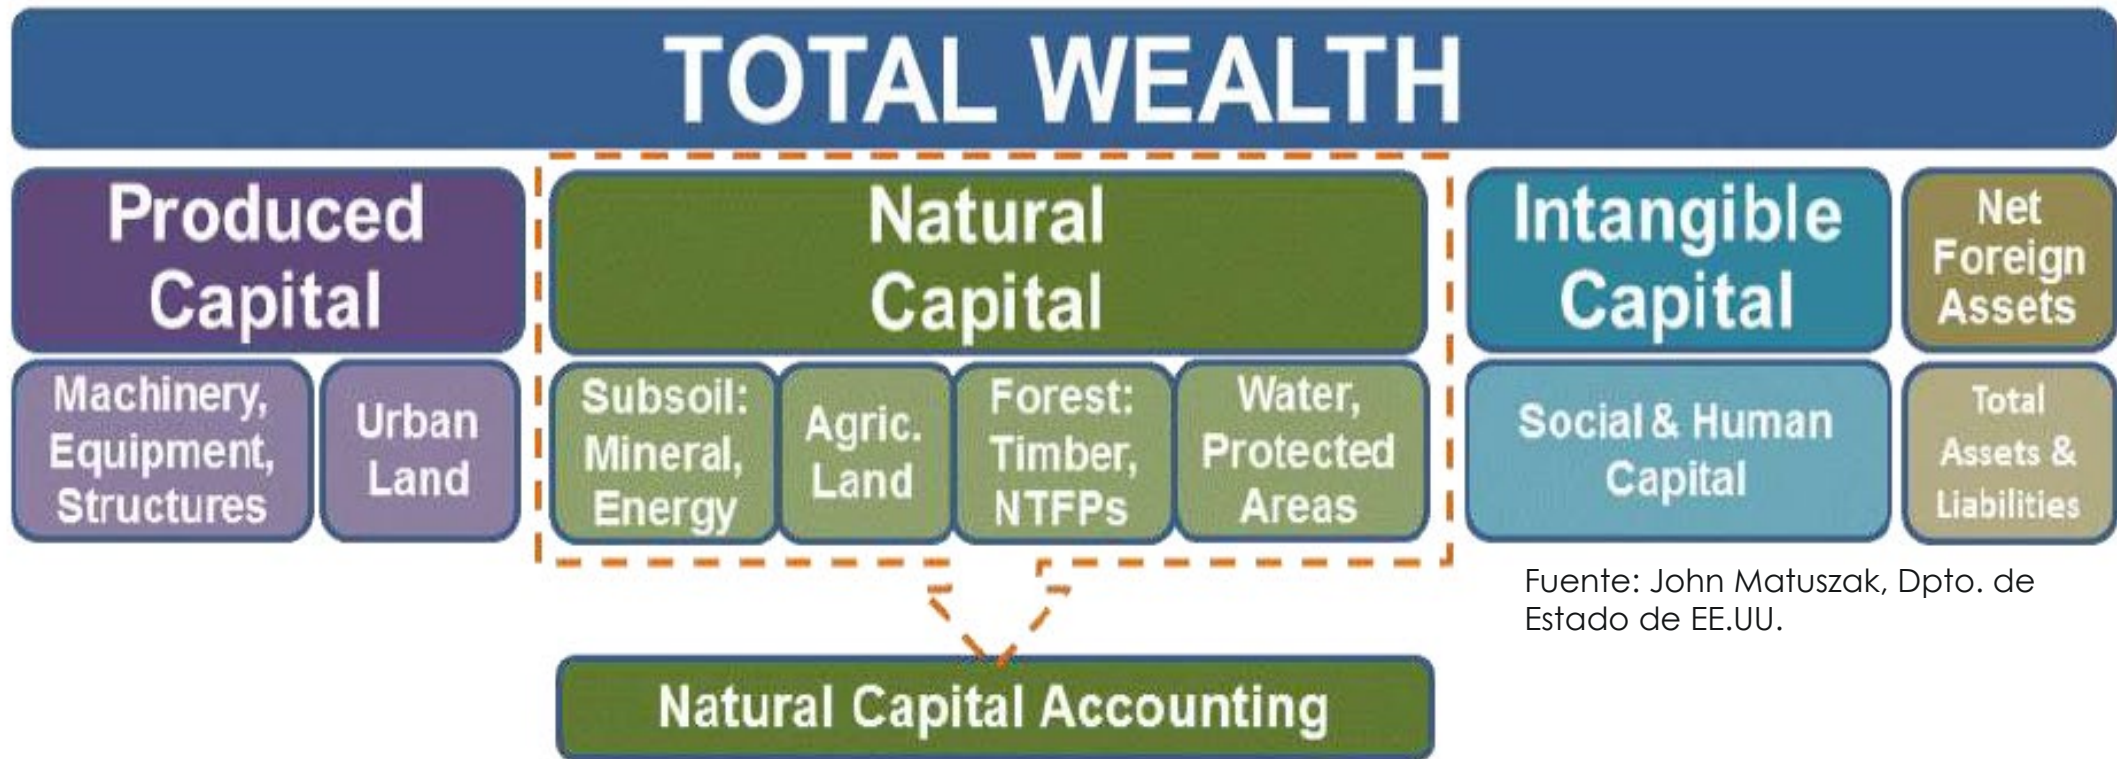 TOTAL WEALTH
Produced
Capital
Natural
Capital
Intangible
Capital
Net
Foreign
Assets
Machinery,
Equipment,
Structures
Urban
Land
Subsoil:
Mineral,
Energy
Agric.
Land
Forest:
Timber,
NTFPs
Water,
Protected
Areas
Social & Human
Capital
Total
Assets &
Liabilities
Fuente: John Matuszak, Dpto. de
Estado de EE.UU.
Natural Capital Accounting